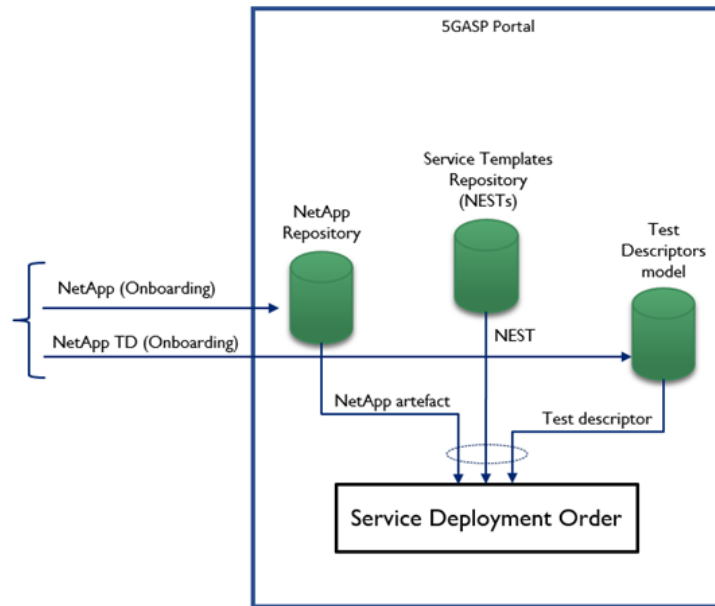 5GASP Portal
Service Templates
Repository
(NESTs)
NetApp
Repository
Test
Descriptors
model
NetApp (Onboarding)
NEST
NetApp TD (Onboarding)
NetApp artefact
Test descriptor
Service Deployment Order